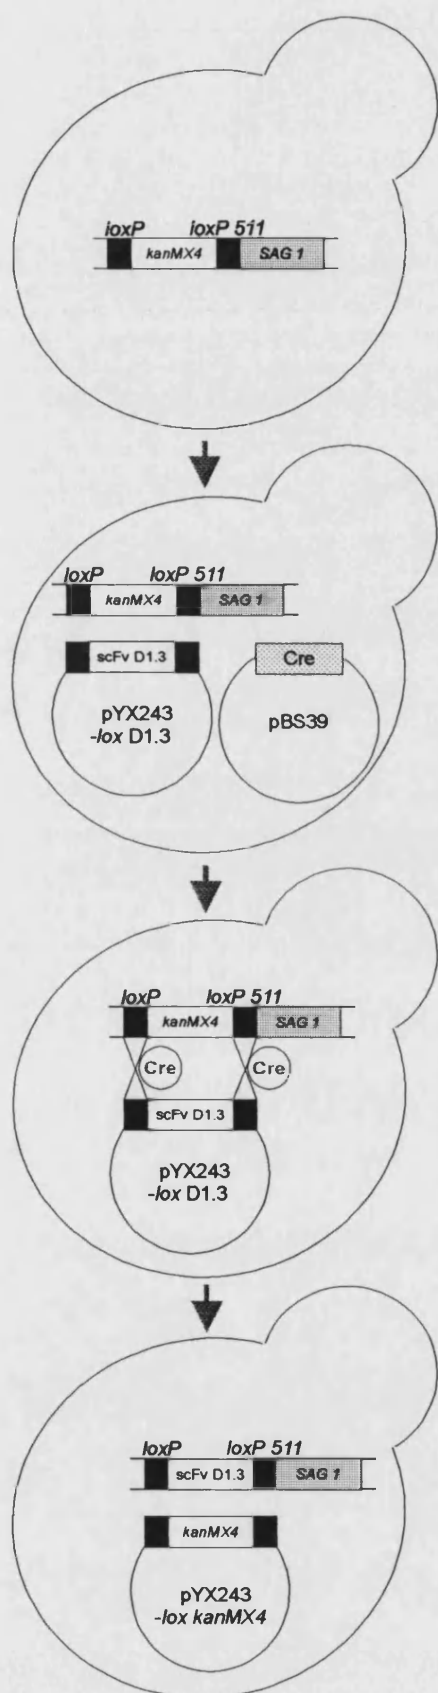 loxP loxP 511
kanMX4 SAG 1
loxP loxP 511
kanMX4 SAG 1
scFv D1.3 Cre
pYX243
-lox D1.3
pBS39
loxP loxP 511
kanMX4 SAG 1
Cre Cre
scFv D1.3
pYX243
-lox D1.3
loxP loxP 511
scFv D1.3 SAG 1
kanMX4
pYX243
-lox kanMX4